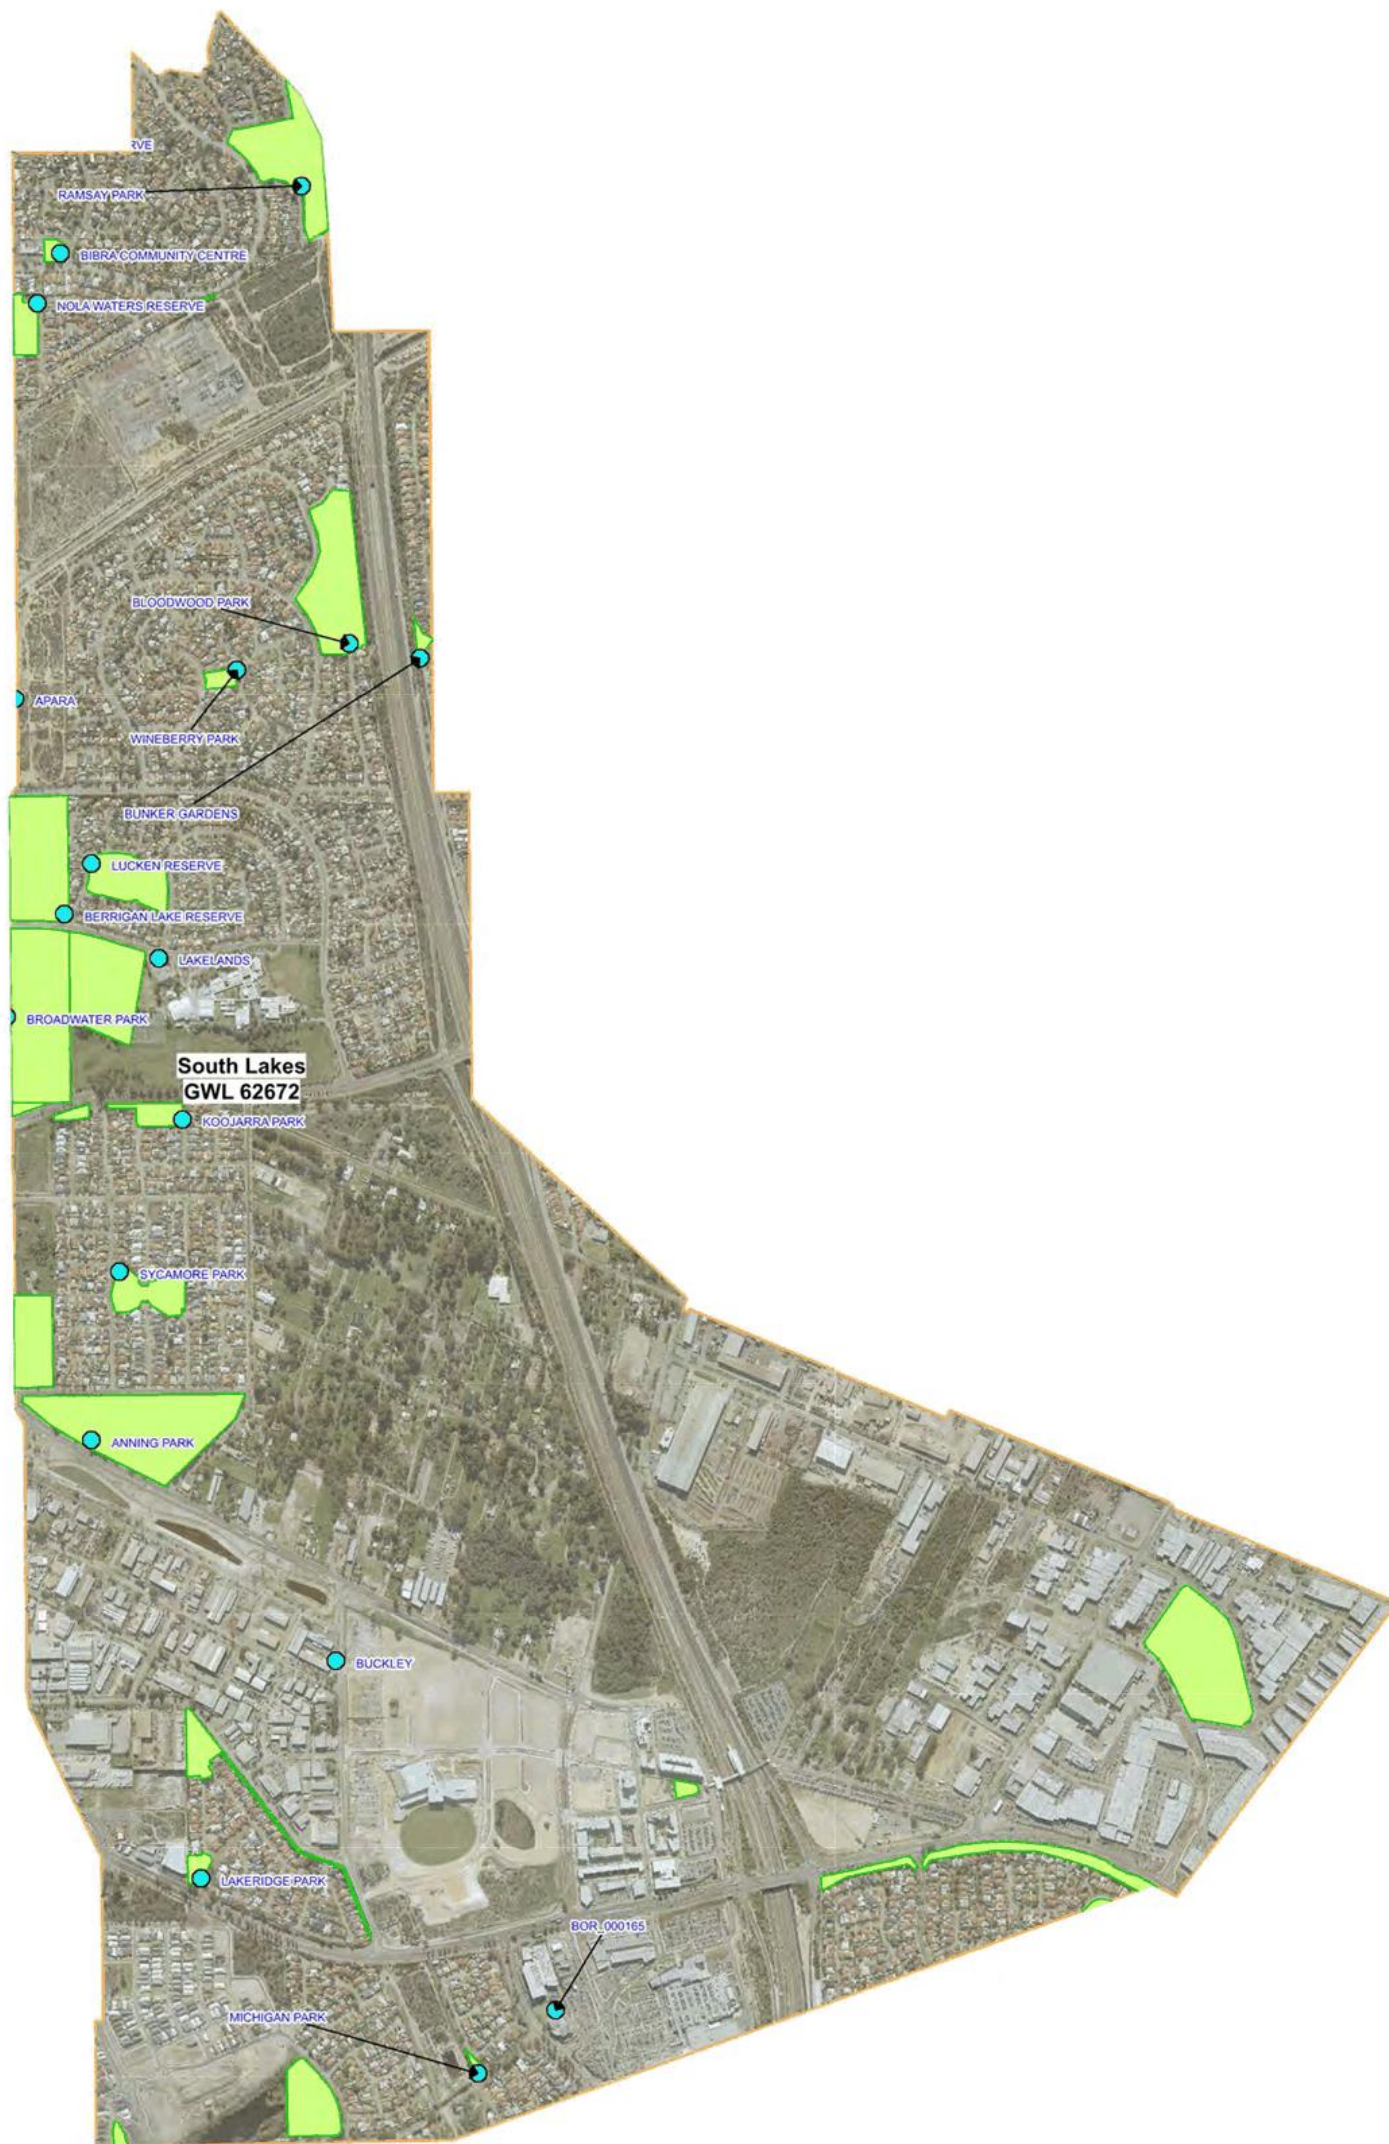 RVE
RAMSAY PARK
BIBRA COMMUNITY CENTRE
NOLA WATERS RESERVE
BLOODWOOD PARK
APARA
WINEBERRY PARK
BUNKER GARDENS
LUCKEN RESERVE
BERRIGAN LAKE RESERVE
LAKELANDS
BROADWATER PARK
South Lakes
GWL 62672
KOOJARRA PARK
SYCAMORE PARK
ANNING PARK
BUCKLEY
LAKERIDGE PARK
BOR_000165
MICHIGAN PARK